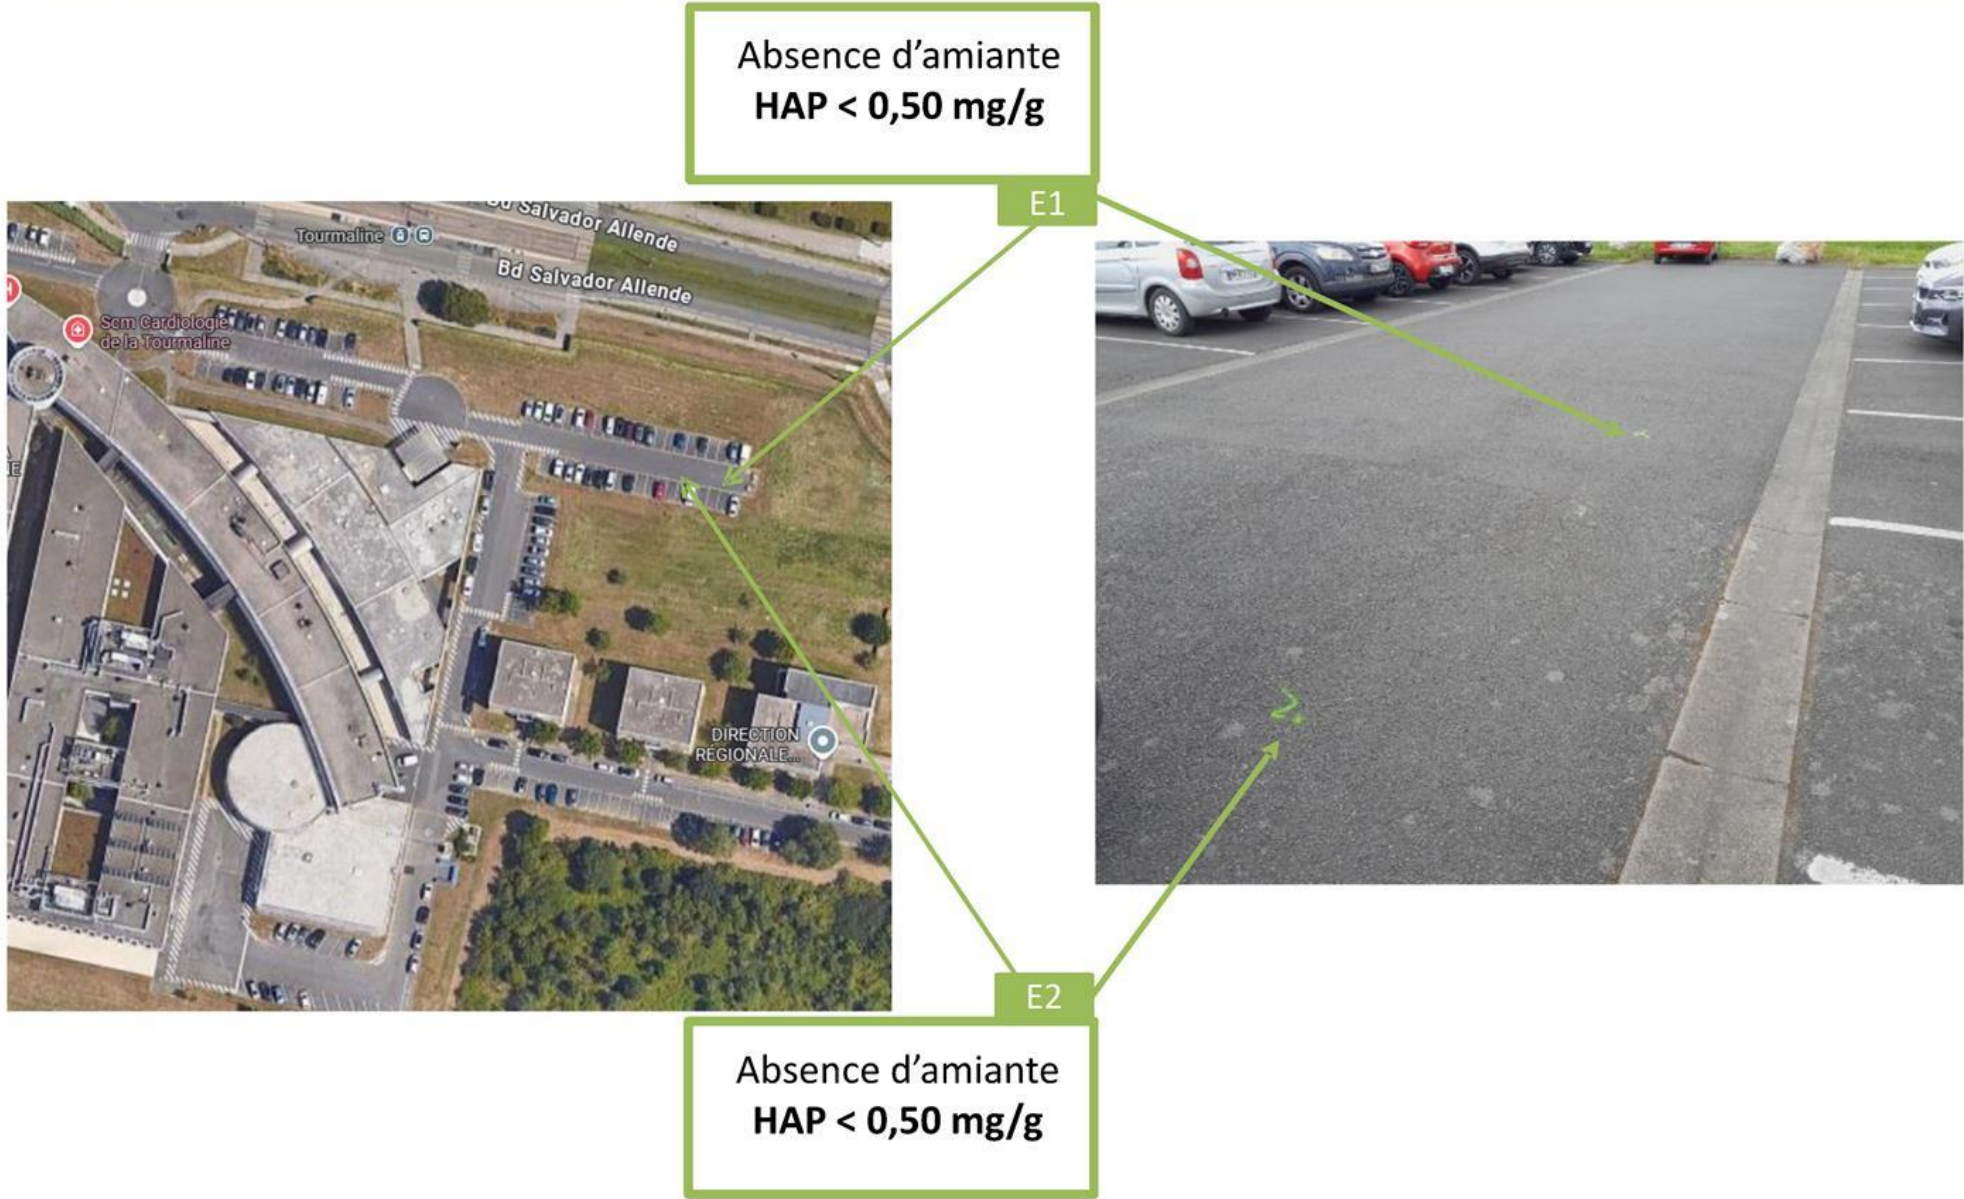 Absence d’amiante
HAP < 0,50 mg/g
E1
Bd Salvador Allende
Tourmaline
Bd Salvador Allende
Scm Cardiologie
de la Tourmaline
DIRECTION
RÉGIONALE...
2.
E2
Absence d’amiante
HAP < 0,50 mg/g